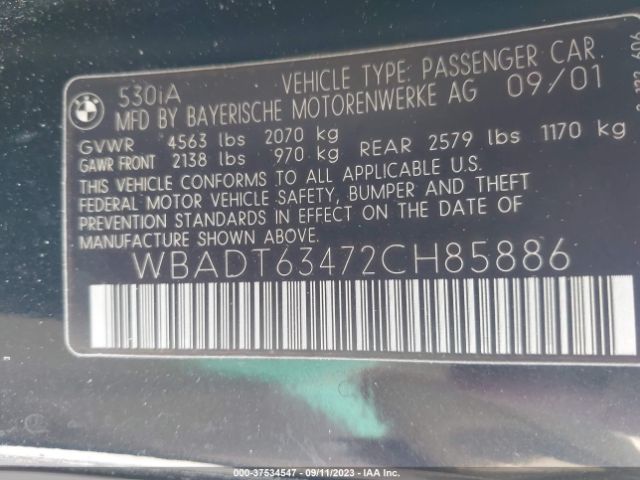 530iA VEHICLE TYPE: PASSENGER CAR
MFD BY BAYERISCHE MOTORENWERKE AG 09/01
GVWR 4563 lbs 2070 kg
GAWR FRONT 2138 lbs 970 kg REAR 2579 lbs 1170 kg
THIS VEHICLE CONFORMS TO ALL APPLICABLE U.S.
FEDERAL MOTOR VEHICLE SAFETY, BUMPER AND THEFT
PREVENTION STANDARDS IN EFFECT ON THE DATE OF
MANUFACTURE SHOWN ABOVE.
WBADT63472CH85886
000-37534547 - 09/11/2023 - IAA Inc.